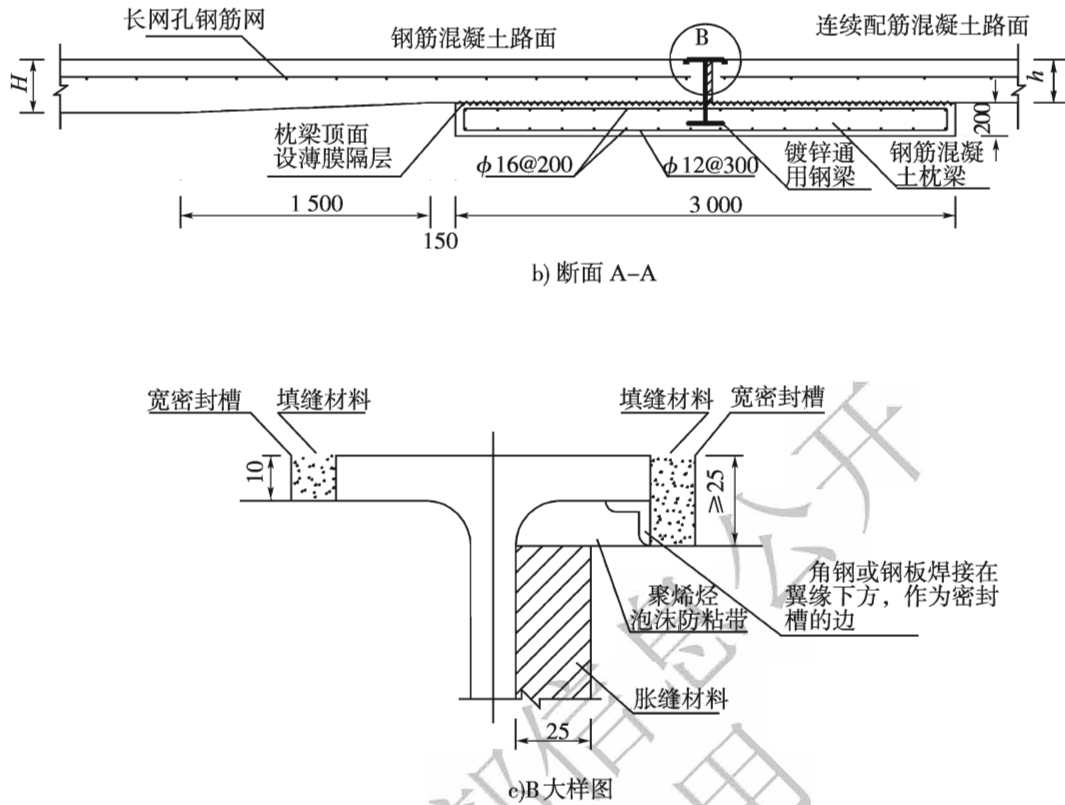 长网孔钢筋网
钢筋混凝土路面
B
连续配筋混凝土路面
H
h
枕梁顶面
设薄膜隔层
ϕ16@200
ϕ12@300
镀锌通
用钢梁
钢筋混凝
土枕梁
200
1 500
150
3 000
b) 断面 A-A
宽密封槽
填缝材料
填缝材料
宽密封槽
10
≥25
聚烯烃
泡沫防粘带
角钢或钢板焊接在
翼缘下方，作为密封
槽的边
胀缝材料
25
c)B大样图
信息公开